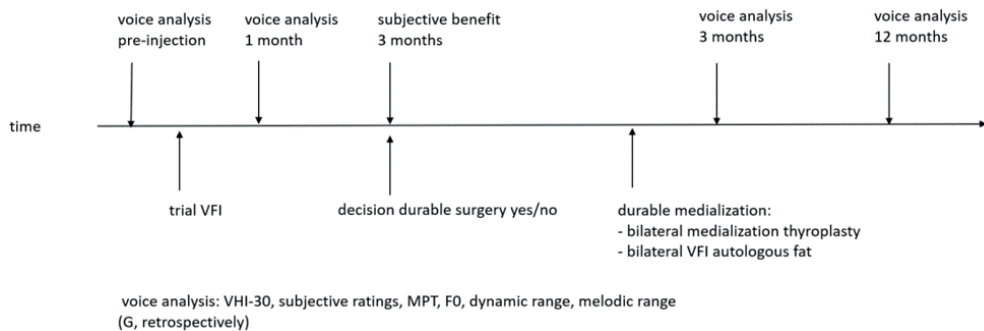 voice analysis
pre-injection
voice analysis
1 month
subjective benefit
3 months
voice analysis
3 months
voice analysis
12 months
time
trial VFI
decision durable surgery yes/no
durable medialization:
- bilateral medialization thyroplasty
- bilateral VFI autologous fat
voice analysis: VHI-30, subjective ratings, MPT, F0, dynamic range, melodic range
(G, retrospectively)